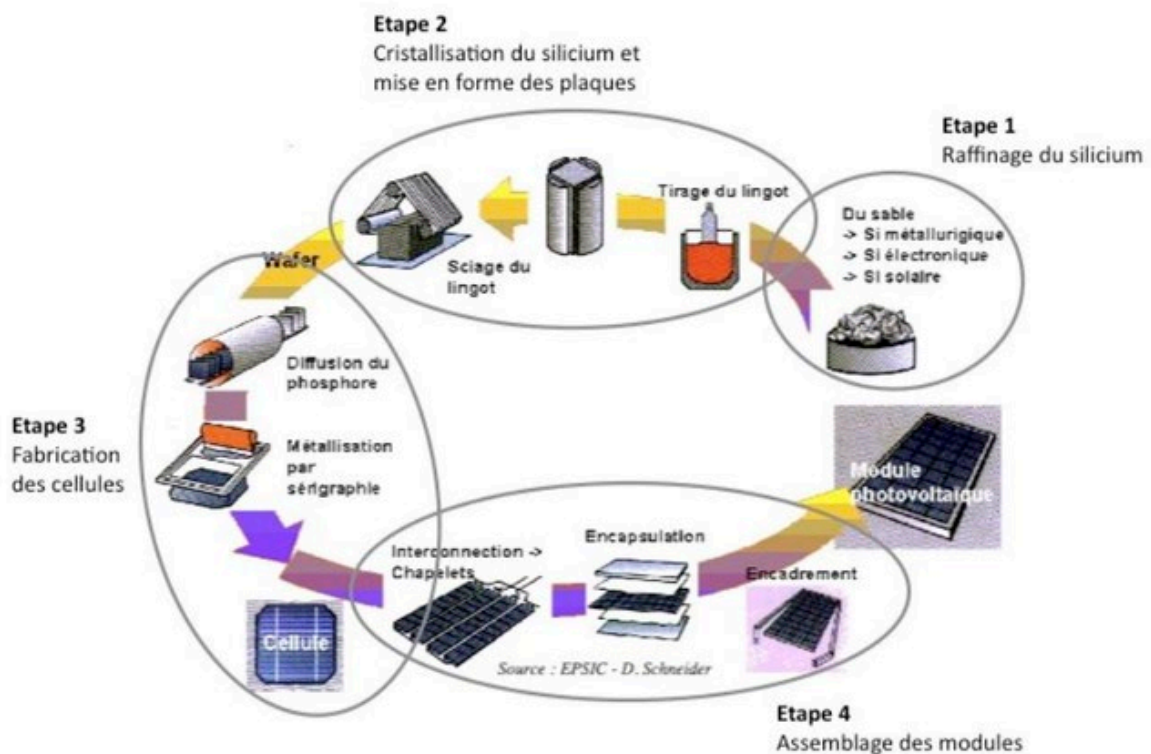 Etape 2
Cristallisation du silicium et
mise en forme des plaques
Etape 1
Raffinage du silicium
Tirage du lingot
Du sable
-> Si métallurigique
-> Si électronique
-> Si solaire
Sciage du
lingot
Wafer
Diffusion du
phosphore
Etape 3
Fabrication
des cellules
Métallisation
par
sérigraphie
Module
photovoltaique
Interconnection ->
Chapelets
Encapsulation
Encadrement
Cellule
Source : EPSIC - D. Schneider
Etape 4
Assemblage des modules